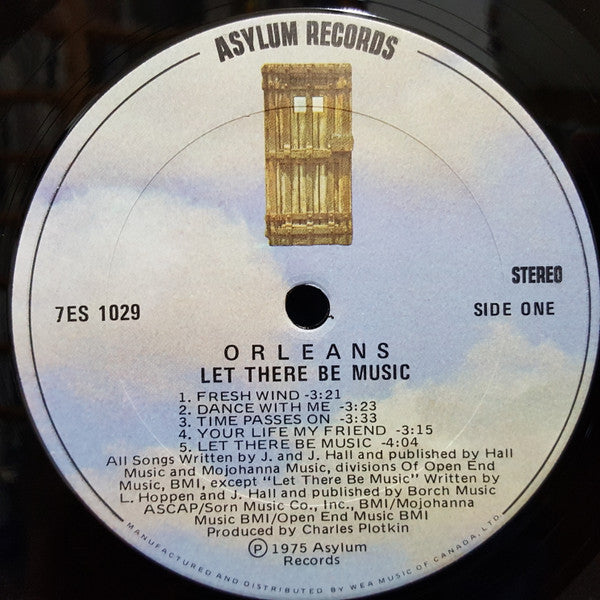 ASYLUM RECORDS
STEREO
7ES 1029
SIDE ONE
ORLEANS
LET THERE BE MUSIC
1. FRESH WIND -3:21
2. DANCE WITH ME -3:23
3. TIME PASSES ON -3:33
4. YOUR LIFE MY FRIEND -3:15
5. LET THERE BE MUSIC -4:04
All Songs Written by J. and J. Hall and published by Hall
Music and Mojohanna Music, divisions Of Open End
Music, BMI, except "Let There Be Music" Written by
L. Hoppen and J. Hall and published by Borch Music
ASCAP/Sorn Music Co., Inc., BMI/Mojohanna
Music BMI/Open End Music BMI
Produced by Charles Plotkin
Ⓟ 1975 Asylum
Records
MANUFACTURED AND DISTRIBUTED BY WEA MUSIC OF CANADA, LTD.